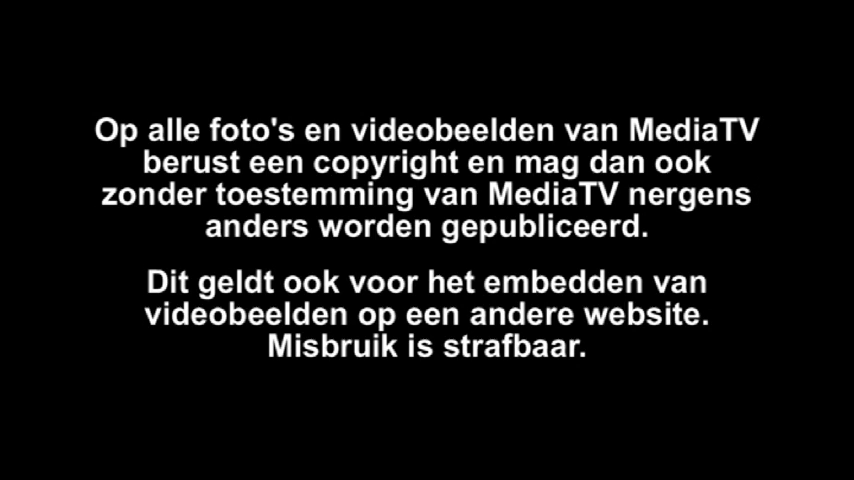 Op alle foto's en videobeelden van MediaTV
berust een copyright en mag dan ook
zonder toestemming van MediaTV nergens
anders worden gepubliceerd.
Dit geldt ook voor het embedden van
videobeelden op een andere website.
Misbruik is strafbaar.